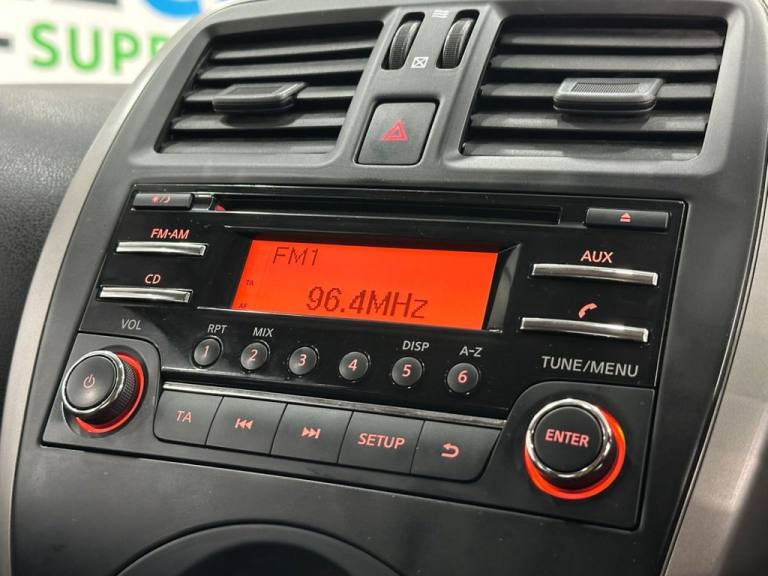 SUPP
FM·AM
CD
FM1
TA
AF
96.4MHz
AUX
VOL
RPT
MIX
DISP
A-Z
TUNE/MENU
1
2
3
4
5
6
TA
SETUP
ENTER